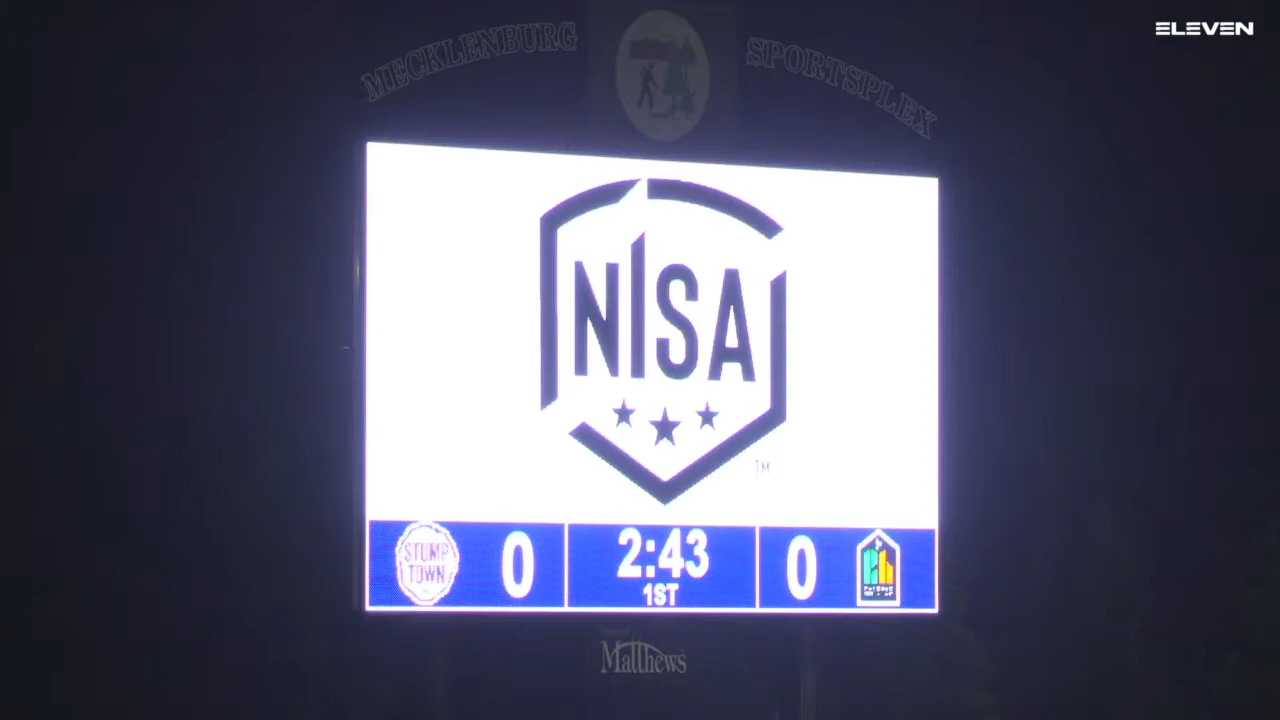 ELEVEN
MECKLENBURG SPORTSPLEX
NISA
TM
STUMP
TOWN
0
2:43
1ST
0
Matthews